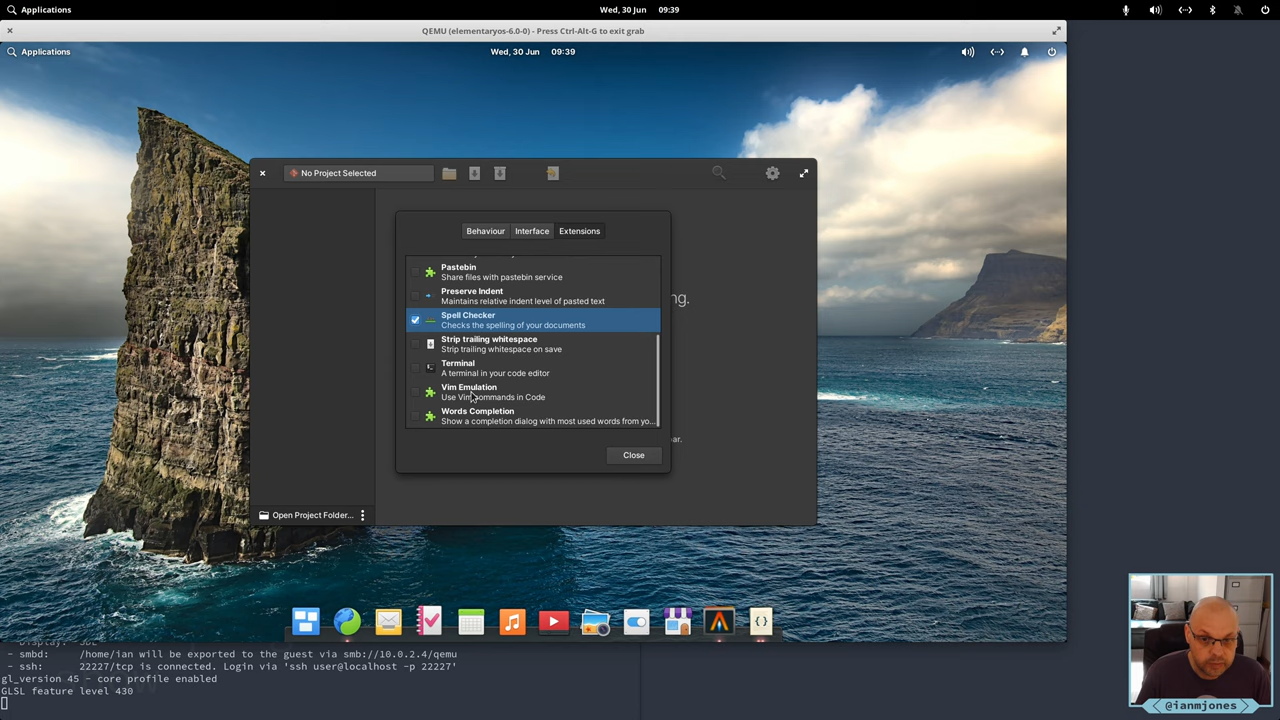 Applications
Wed, 30 Jun 09:39
QEMU (elementaryos-6.0-0) - Press Ctrl-Alt-G to exit grab
Applications
Wed, 30 Jun 09:39
No Project Selected
Behaviour Interface Extensions
Pastebin
Share files with pastebin service
Preserve Indent
Maintains relative indent level of pasted text
ng.
Spell Checker
Checks the spelling of your documents
Strip trailing whitespace
Strip trailing whitespace on save
Terminal
A terminal in your code editor
Vim Emulation
Use Vim commands in Code
Words Completion
Show a completion dialog with most used words from yo...
ar.
Close
Open Project Folder...
- smbd: /home/ian will be exported to the guest via smb://10.0.2.4/qemu
- ssh: 22227/tcp is connected. Login via 'ssh user@localhost -p 22227'
gl_version 45 - core profile enabled
GLSL feature level 430
@ianmjones